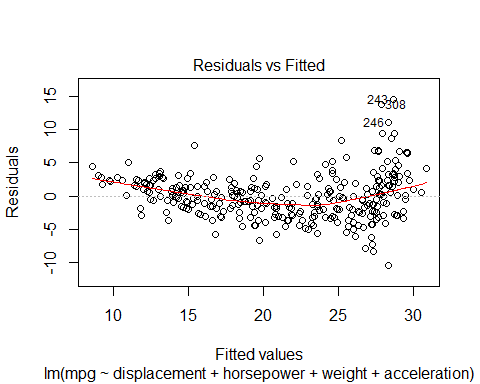 Residuals vs Fitted
Residuals
15
10
5
0
-5
-10
243
308
246
10 15 20 25 30
Fitted values
lm(mpg ~ displacement + horsepower + weight + acceleration)